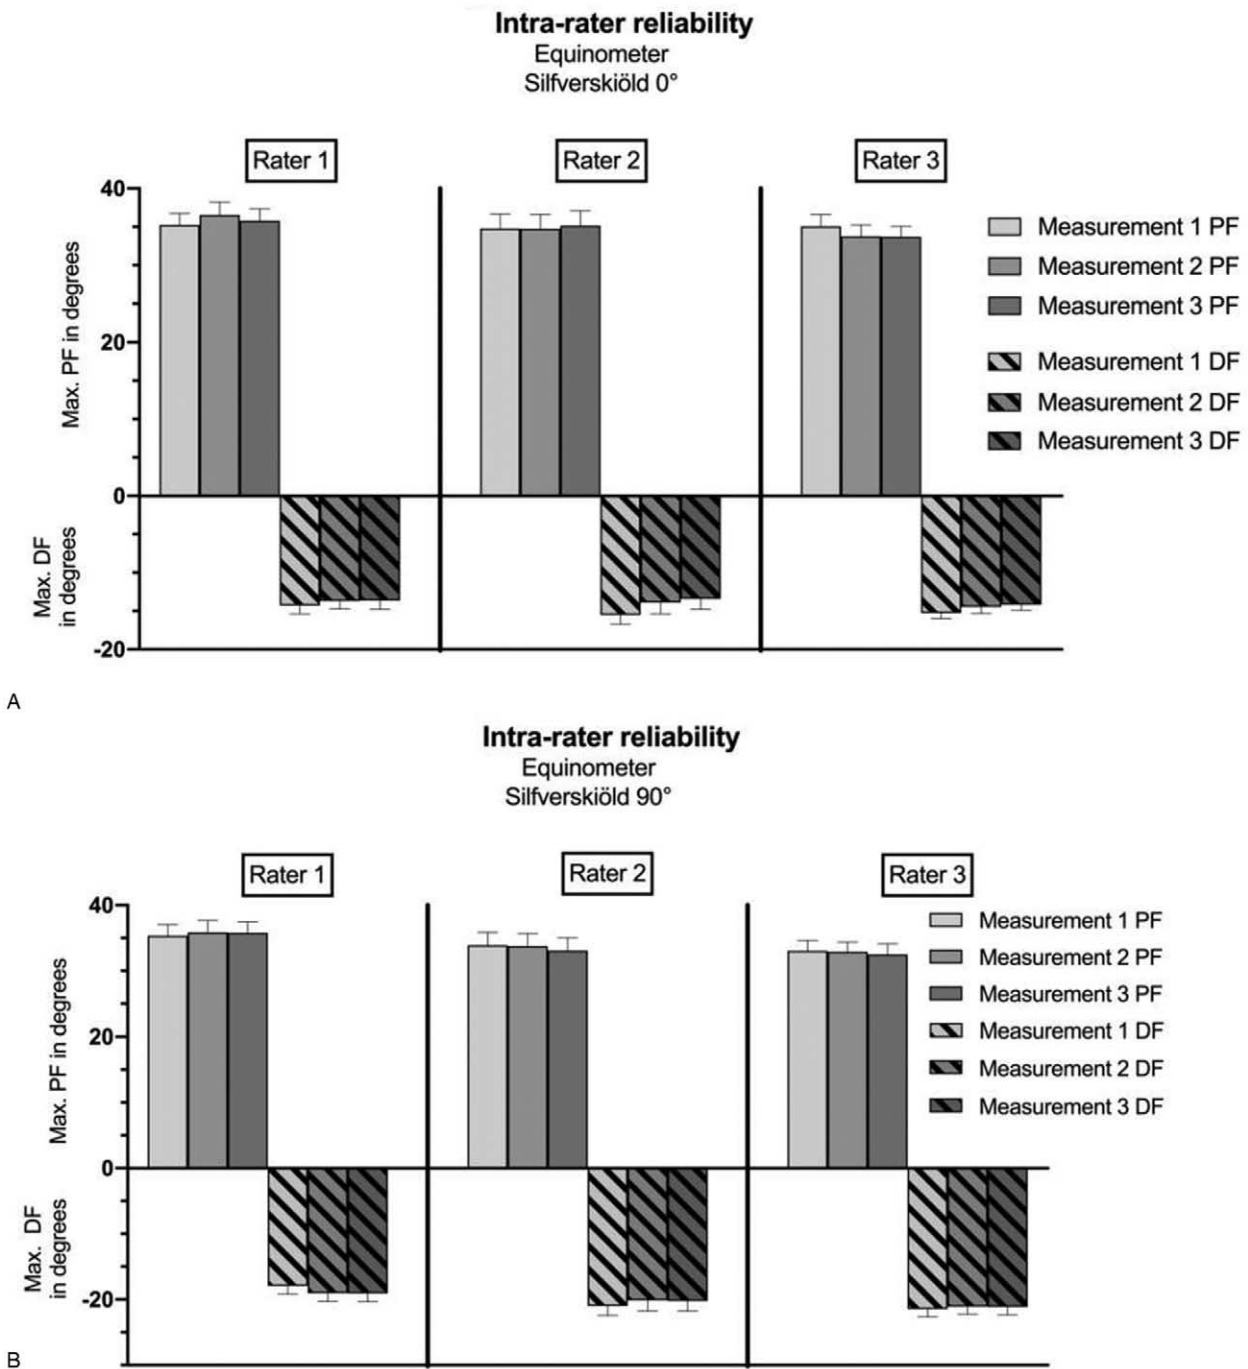 Intra-rater reliability
Equinometer
Silfverskiöld 0°
Rater 1
Rater 2
Rater 3
40
20
0
-20
Max. PF in degrees
Max. DF
in degrees
Measurement 1 PF
Measurement 2 PF
Measurement 3 PF
Measurement 1 DF
Measurement 2 DF
Measurement 3 DF
A
Intra-rater reliability
Equinometer
Silfverskiöld 90°
Rater 1
Rater 2
Rater 3
40
20
0
-20
Max. PF in degrees
Max. DF
in degrees
Measurement 1 PF
Measurement 2 PF
Measurement 3 PF
Measurement 1 DF
Measurement 2 DF
Measurement 3 DF
B